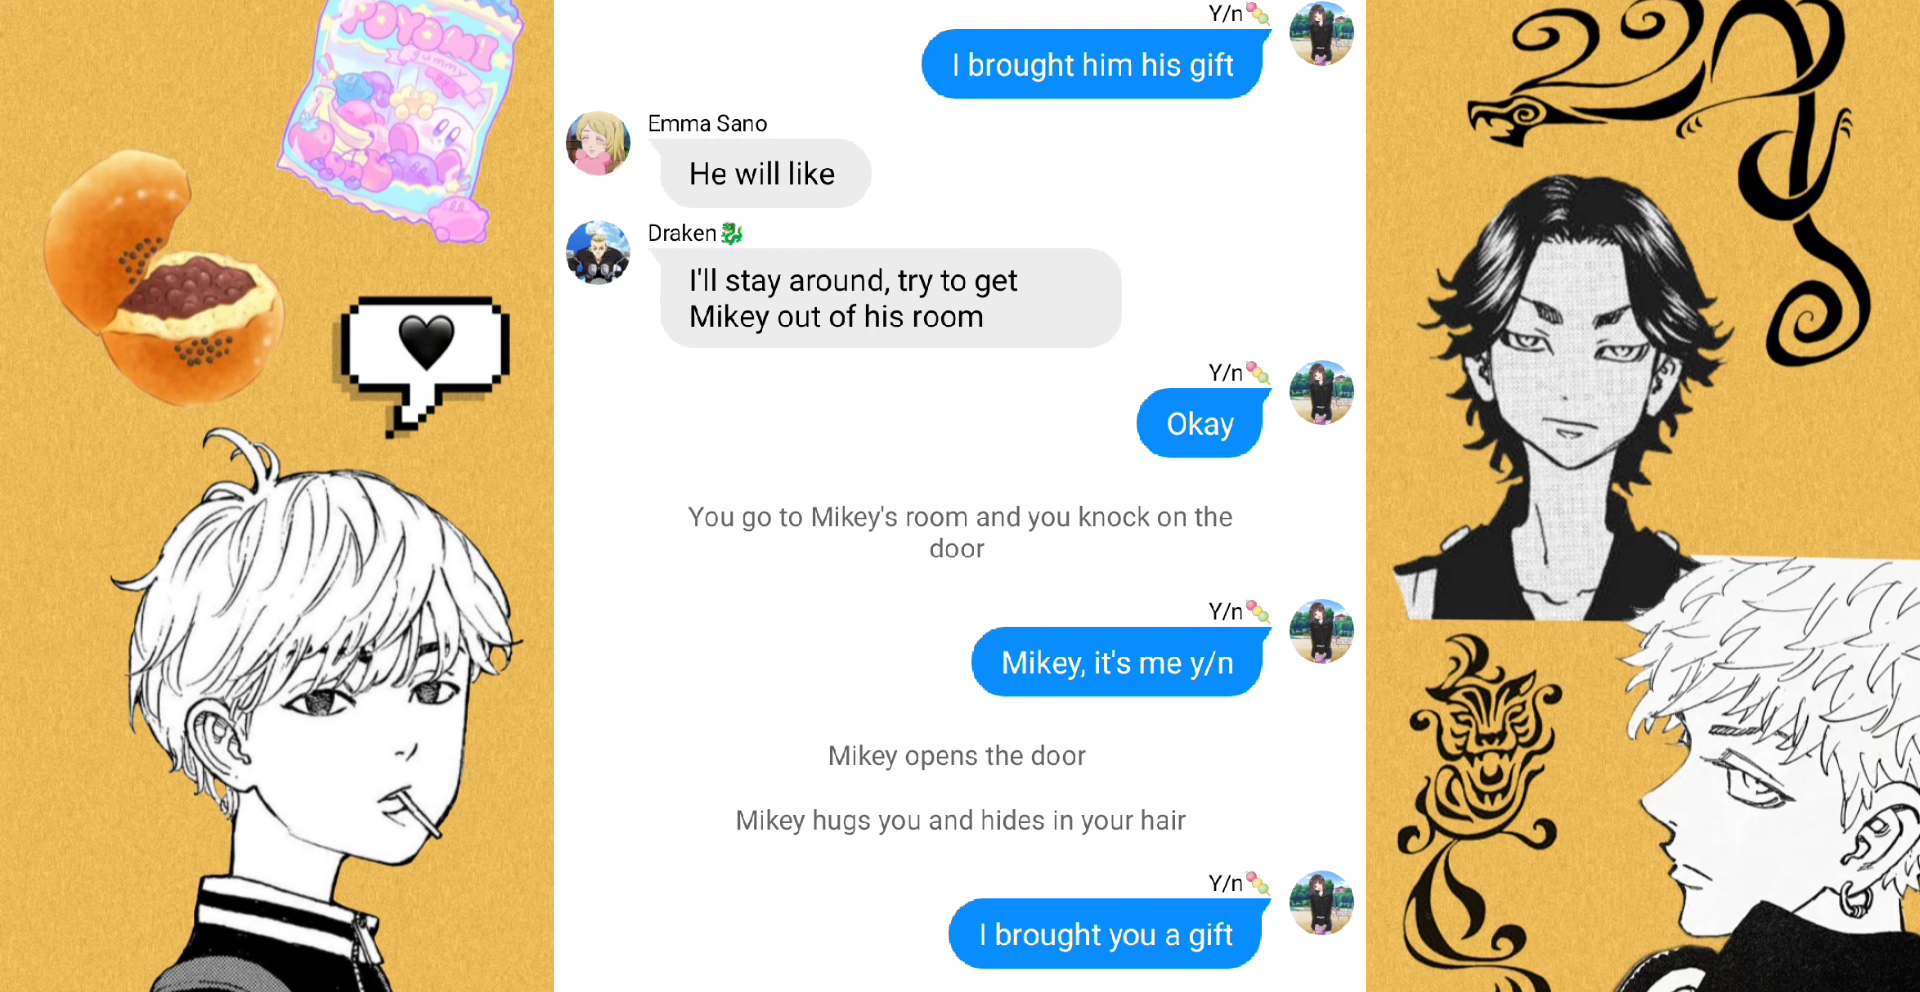 POYOMI
gummy
Y/n🍡
I brought him his gift
Emma Sano
He will like
Draken🐉
I'll stay around, try to get
Mikey out of his room
Y/n🍡
Okay
You go to Mikey's room and you knock on the
door
Y/n🍡
Mikey, it's me y/n
Mikey opens the door
Mikey hugs you and hides in your hair
Y/n🍡
I brought you a gift